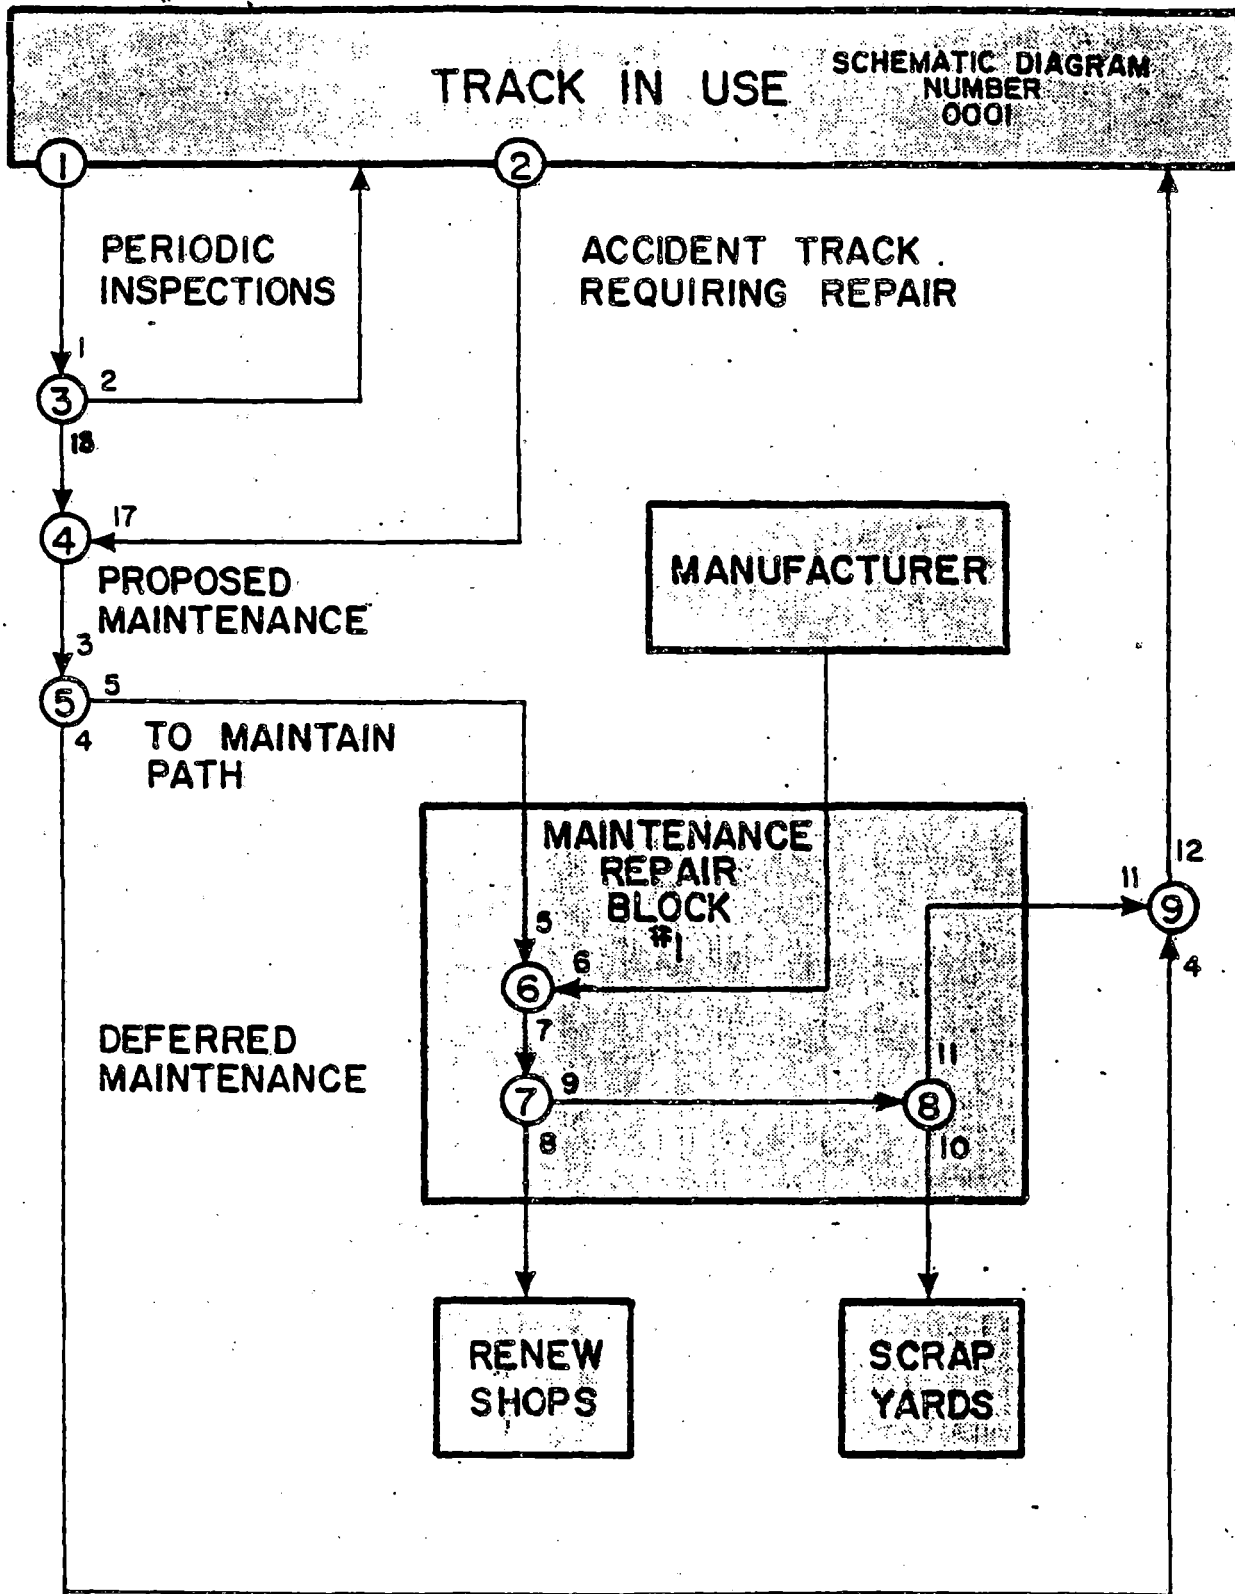 TRACK IN USE
SCHEMATIC DIAGRAM
NUMBER
0001
1
2
PERIODIC
INSPECTIONS
ACCIDENT TRACK
REQUIRING REPAIR
1
3
2
18
4
17
PROPOSED
MAINTENANCE
3
5
5
4
TO MAINTAIN
PATH
MANUFACTURER
MAINTENANCE
REPAIR
BLOCK
#1
5
6
6
7
7
9
8
8
11
10
11
12
9
4
DEFERRED
MAINTENANCE
RENEW
SHOPS
SCRAP
YARDS